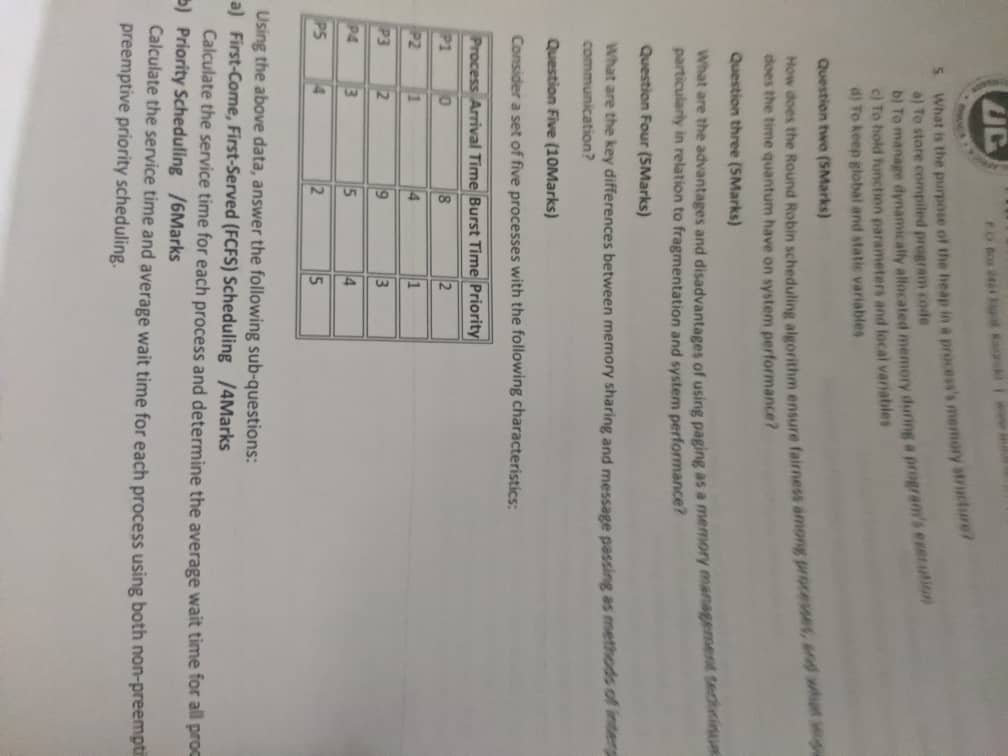 UG
P.O Box 2461 Kigali
5. What is the purpose of the heap in a process's memory structure?
a) To store compiled program code
b) To manage dynamically allocated memory during a program's execution
c) To hold function parameters and local variables
d) To keep global and static variables
Question two (5Marks)
How does the Round Robin scheduling algorithm ensure fairness among processes, and what
does the time quantum have on system performance?
Question three (5Marks)
What are the advantages and disadvantages of using paging as a memory management
particularly in relation to fragmentation and system performance?
Question Four (5Marks)
What are the key differences between memory sharing and message passing as methods of
communication?
Question Five (10Marks)
Consider a set of five processes with the following characteristics:
Process Arrival Time Burst Time Priority
P1 0 8 2
P2 1 4 1
P3 2 9 3
P4 3 5 4
P5 4 2 5
Using the above data, answer the following sub-questions:
a) First-Come, First-Served (FCFS) Scheduling /4Marks
Calculate the service time for each process and determine the average wait time for all proc
b) Priority Scheduling /6Marks
Calculate the service time and average wait time for each process using both non-preempti
preemptive priority scheduling.